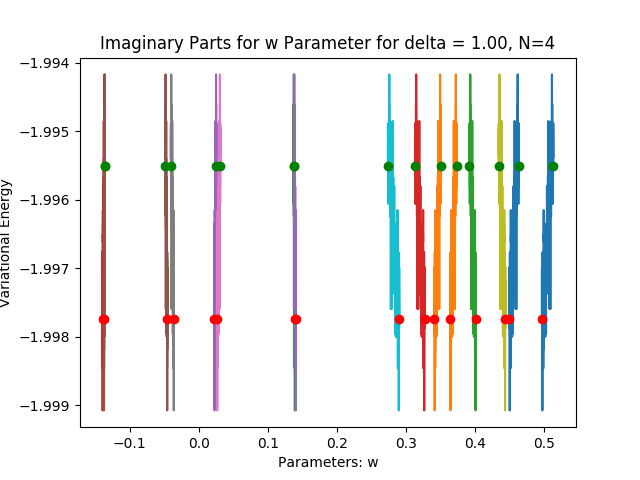 Imaginary Parts for w Parameter for delta = 1.00, N=4
−1.994
−1.995
−1.996
−1.997
−1.998
−1.999
Variational Energy
−0.1 0.0 0.1 0.2 0.3 0.4 0.5
Parameters: w